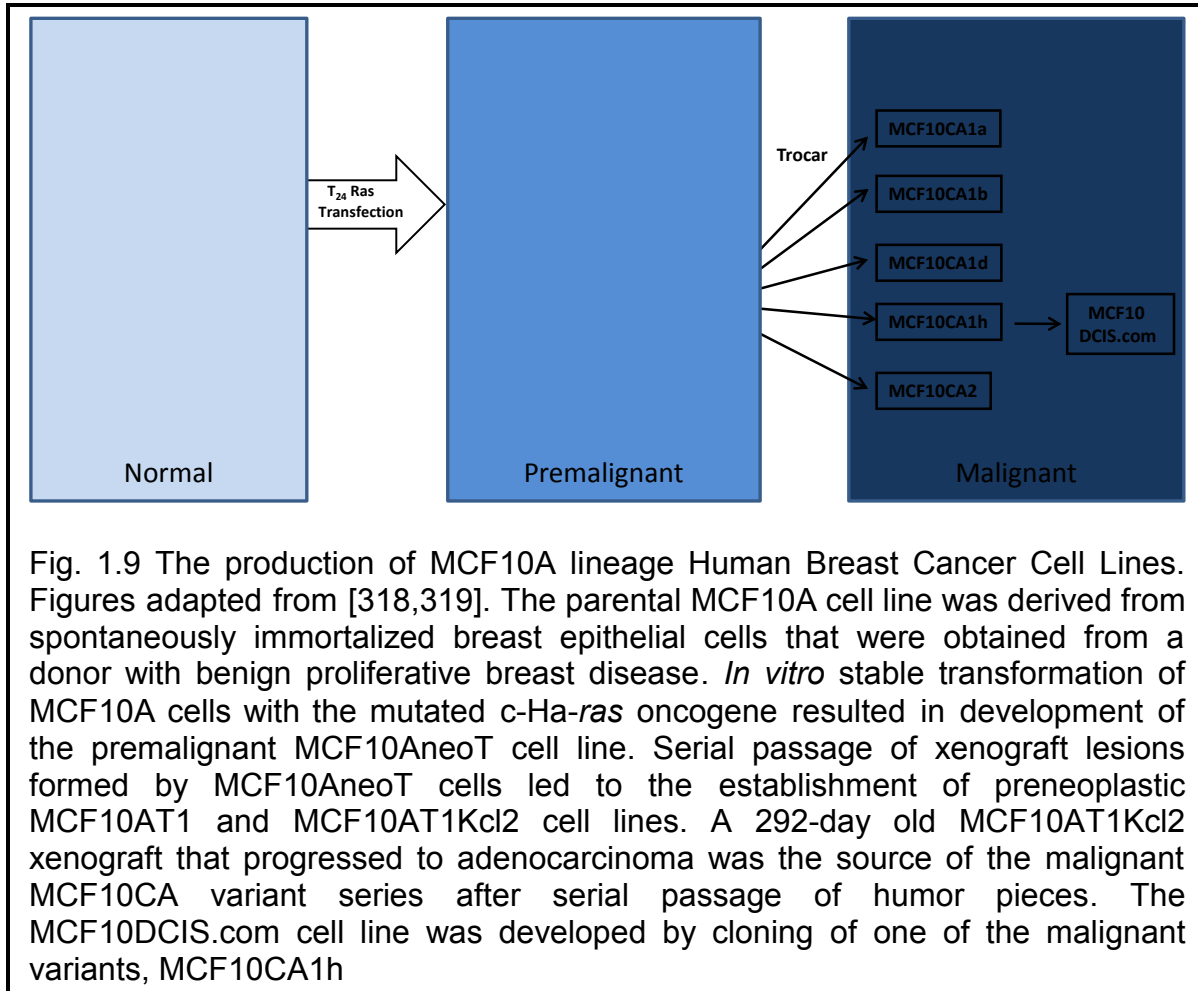 MCF10CA1a
Trocar
MCF10CA1b
T24 Ras
Transfection
MCF10CA1d
MCF10CA1h
MCF10
DCIS.com
MCF10CA2
Normal
Premalignant
Malignant
Fig. 1.9 The production of MCF10A lineage Human Breast Cancer Cell Lines.
Figures adapted from [318,319]. The parental MCF10A cell line was derived from
spontaneously immortalized breast epithelial cells that were obtained from a
donor with benign proliferative breast disease. In vitro stable transformation of
MCF10A cells with the mutated c-Ha-ras oncogene resulted in development of
the premalignant MCF10AneoT cell line. Serial passage of xenograft lesions
formed by MCF10AneoT cells led to the establishment of preneoplastic
MCF10AT1 and MCF10AT1Kcl2 cell lines. A 292-day old MCF10AT1Kcl2
xenograft that progressed to adenocarcinoma was the source of the malignant
MCF10CA variant series after serial passage of humor pieces. The
MCF10DCIS.com cell line was developed by cloning of one of the malignant
variants, MCF10CA1h